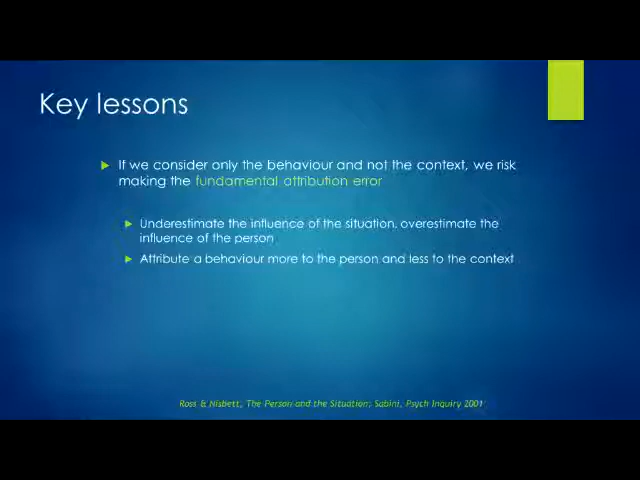 Key lessons
If we consider only the behaviour and not the context, we risk
making the fundamental attribution error
Underestimate the influence of the situation, overestimate the
influence of the person
Attribute a behaviour more to the person and less to the context
Ross & Nisbett, The Person and the Situation; Sabini, Psych Inquiry 2001